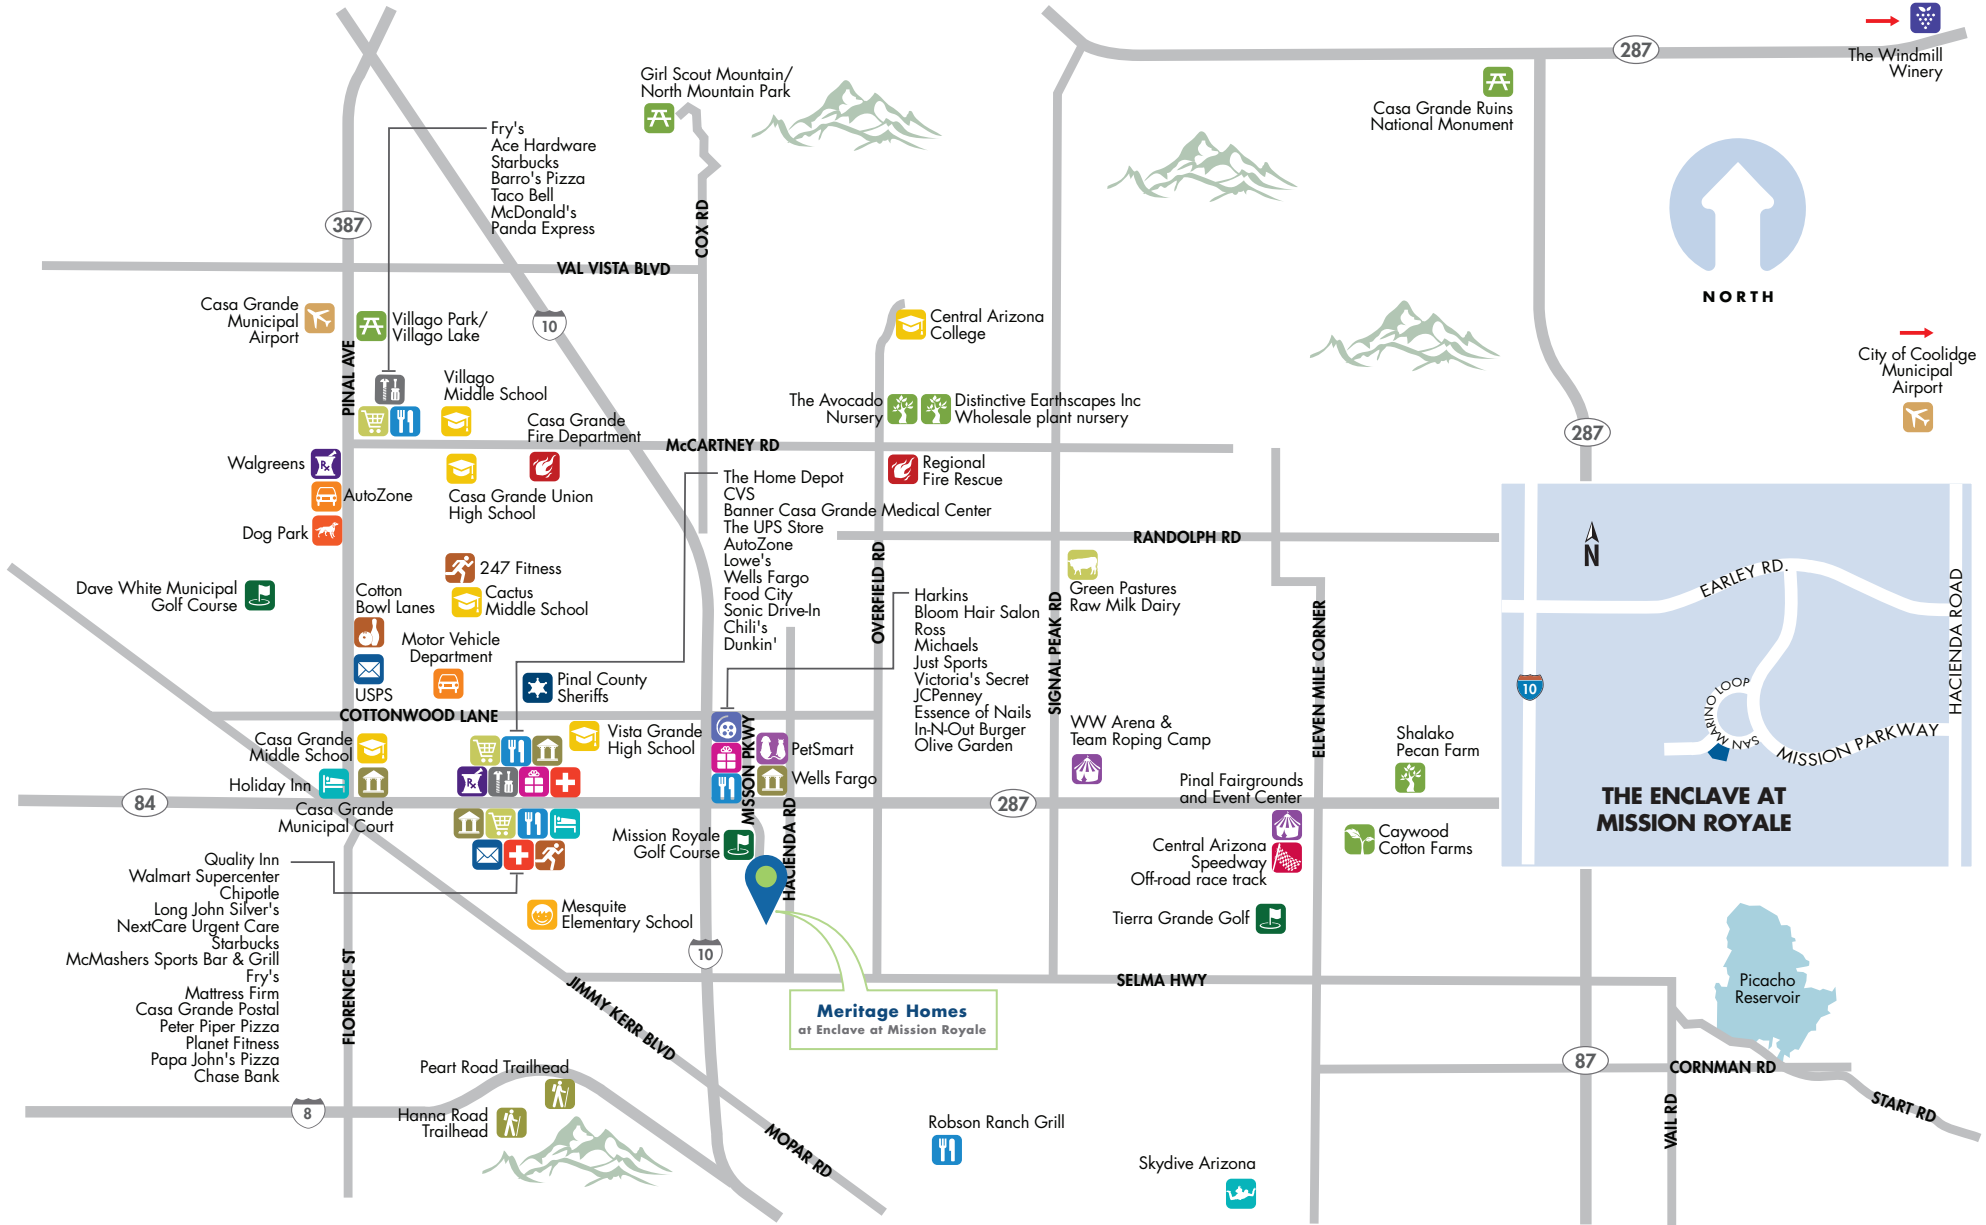 287
The Windmill
Winery
Girl Scout Mountain/
North Mountain Park
Casa Grande Ruins
National Monument
Fry's
Ace Hardware
Starbucks
Barro's Pizza
Taco Bell
McDonald's
Panda Express
387
COX RD
VAL VISTA BLVD
NORTH
Casa Grande
Municipal
Airport
Villago Park/
Villago Lake
10
Central Arizona
College
City of Coolidge
Municipal
Airport
PINAL AVE
Villago
Middle School
The Avocado
Nursery
Distinctive Earthscapes Inc
Wholesale plant nursery
Casa Grande
Fire Department
McCARTNEY RD
287
Walgreens
Rx
AutoZone
Dog Park
Casa Grande Union
High School
Regional
Fire Rescue
The Home Depot
CVS
Banner Casa Grande Medical Center
The UPS Store
AutoZone
Lowe's
Wells Fargo
Food City
Sonic Drive-In
Chili's
Dunkin'
RANDOLPH RD
OVERFIELD RD
SIGNAL PEAK RD
ELEVEN MILE CORNER
Green Pastures
Raw Milk Dairy
247 Fitness
Cactus
Middle School
Dave White Municipal
Golf Course
Cotton
Bowl Lanes
Motor Vehicle
Department
USPS
Pinal County
Sheriffs
Harkins
Bloom Hair Salon
Ross
Michaels
Just Sports
Victoria's Secret
JCPenney
Essence of Nails
In-N-Out Burger
Olive Garden
N
EARLEY RD.
HACIENDA ROAD
10
SAN MARINO LOOP
MISSION PARKWAY
THE ENCLAVE AT
MISSION ROYALE
COTTONWOOD LANE
Casa Grande
Middle School
Vista Grande
High School
MISSON PKWY
PetSmart
Wells Fargo
WW Arena &
Team Roping Camp
Shalako
Pecan Farm
Holiday Inn
Rx
Pinal Fairgrounds
and Event Center
84
287
Casa Grande
Municipal Court
HACIENDA RD
Mission Royale
Golf Course
Central Arizona
Speedway
Off-road race track
Caywood
Cotton Farms
Quality Inn
Walmart Supercenter
Chipotle
Long John Silver's
NextCare Urgent Care
Starbucks
McMashers Sports Bar & Grill
Fry's
Mattress Firm
Casa Grande Postal
Peter Piper Pizza
Planet Fitness
Papa John's Pizza
Chase Bank
Mesquite
Elementary School
Tierra Grande Golf
10
FLORENCE ST
JIMMY KERR BLVD
SELMA HWY
Picacho
Reservoir
Meritage Homes
at Enclave at Mission Royale
Peart Road Trailhead
87
CORNMAN RD
8
Hanna Road
Trailhead
VAIL RD
START RD
MOPAR RD
Robson Ranch Grill
Skydive Arizona